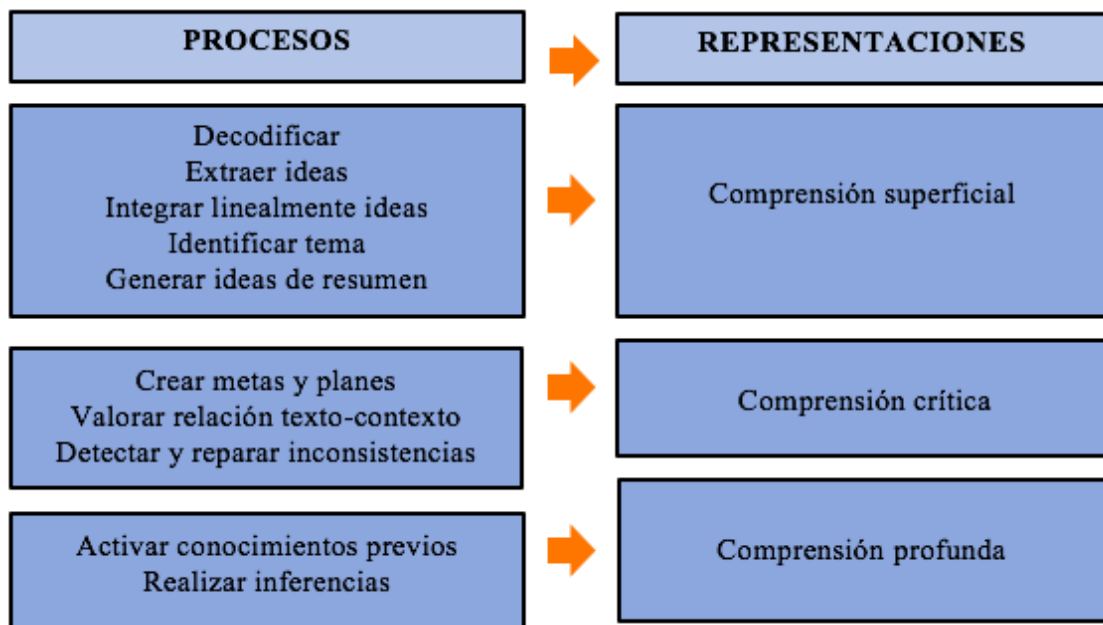 PROCESOS
REPRESENTACIONES
Decodificar
Extraer ideas
Integrar linealmente ideas
Identificar tema
Generar ideas de resumen
Comprensión superficial
Crear metas y planes
Valorar relación texto-contexto
Detectar y reparar inconsistencias
Comprensión crítica
Activar conocimientos previos
Realizar inferencias
Comprensión profunda